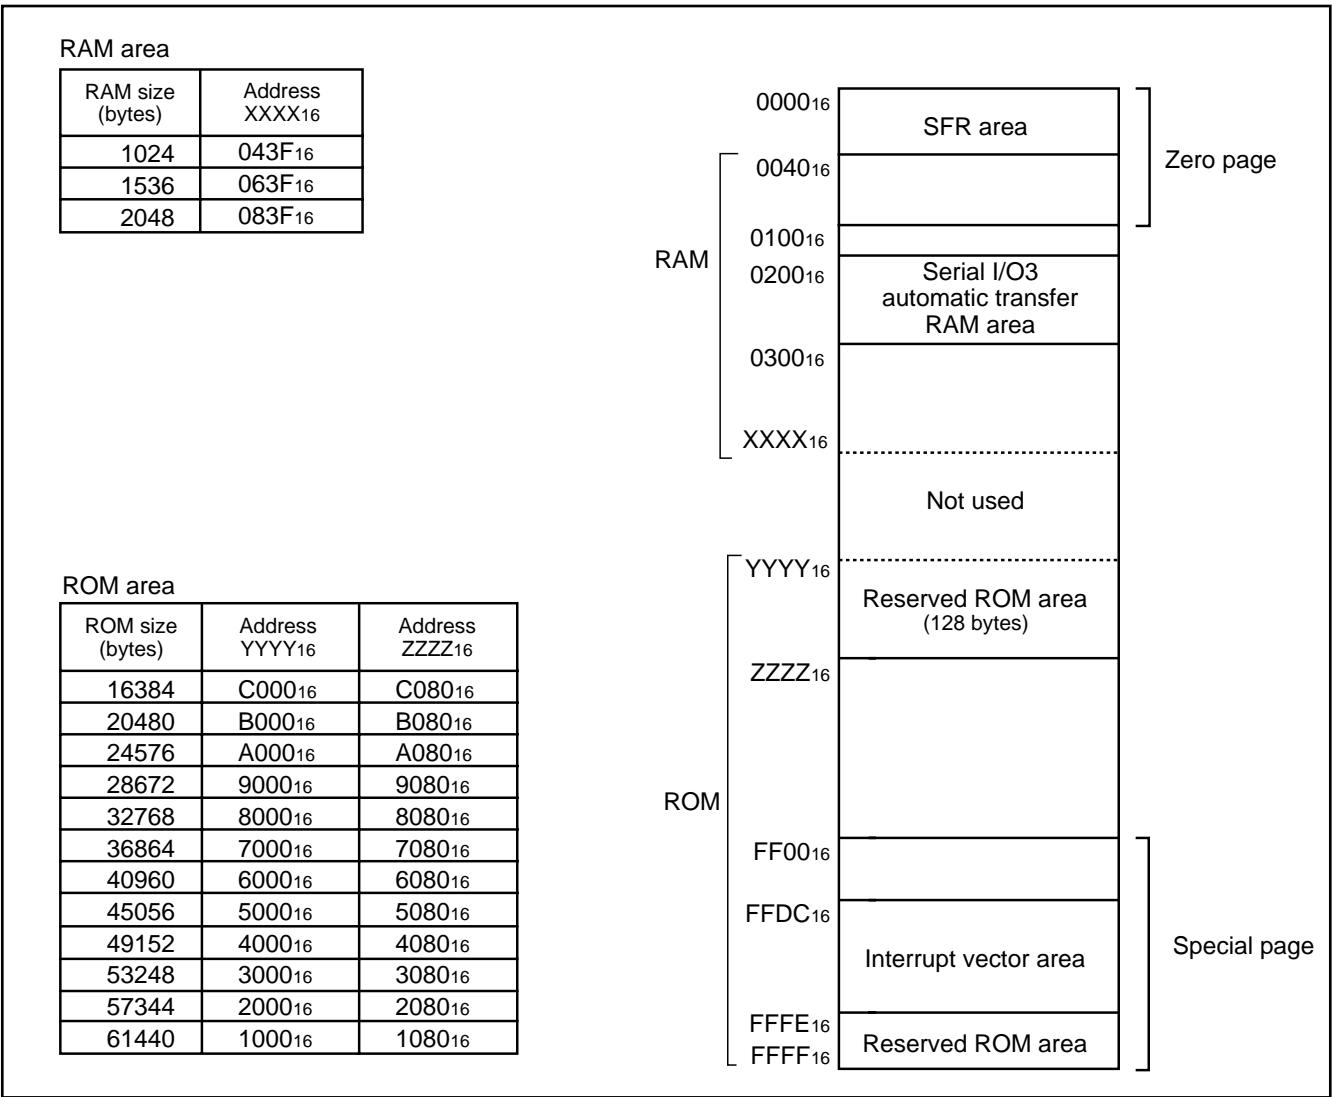 RAM area
RAM size (bytes) Address XXXX16
1024 043F16
1536 063F16
2048 083F16
ROM area
ROM size (bytes) Address YYYY16 Address ZZZZ16
16384 C00016 C08016
20480 B00016 B08016
24576 A00016 A08016
28672 900016 908016
32768 800016 808016
36864 700016 708016
40960 600016 608016
45056 500016 508016
49152 400016 408016
53248 300016 308016
57344 200016 208016
61440 100016 108016
000016
SFR area
Zero page
004016
RAM
010016
020016
Serial I/O3
automatic transfer
RAM area
030016
XXXX16
Not used
YYYY16
Reserved ROM area
(128 bytes)
ZZZZ16
ROM
FF0016
FFDC16
Interrupt vector area
Special page
FFFE16
Reserved ROM area
FFFF16